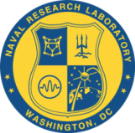 NAVAL RESEARCH LABORATORY
WASHINGTON, DC